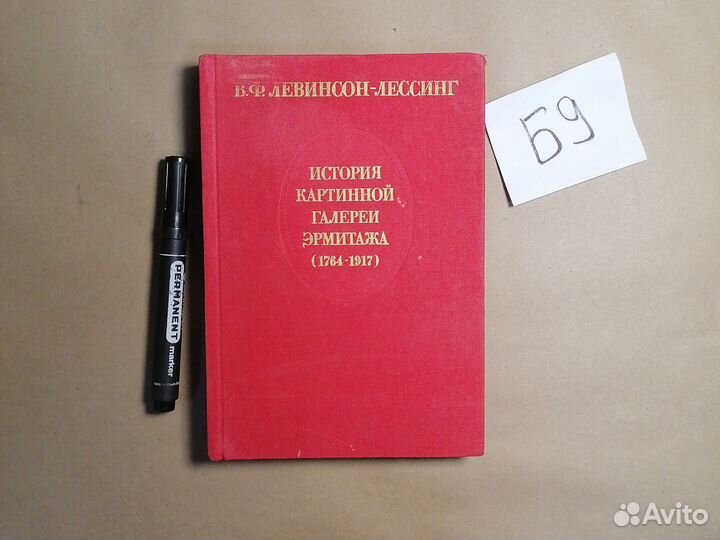 В.Ф. ЛЕВИНСОН-ЛЕССИНГ
ИСТОРИЯ
КАРТИННОЙ
ГАЛЕРЕИ
ЭРМИТАЖА
(1764-1917)
Б9
PERMANENT
marker
Avito